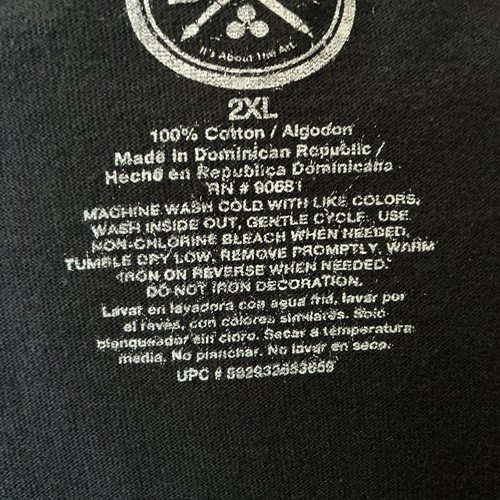 It's About The Art
2XL
100% Cotton / Algodon
Made in Dominican Republic /
Hecho en Republica Dominicana
RN # 90681
MACHINE WASH COLD WITH LIKE COLORS,
WASH INSIDE OUT, GENTLE CYCLE, USE
NON-CHLORINE BLEACH WHEN NEEDED,
TUMBLE DRY LOW, REMOVE PROMPTLY, WARM
IRON ON REVERSE WHEN NEEDED.
DO NOT IRON DECORATION.
Lavar en lavadora con agua fria, lavar por
el reves, con colores similares. Solo
blanqueador sin cloro. Secar a temperatura
media. No planchar. No lavar en seco.
UPC #